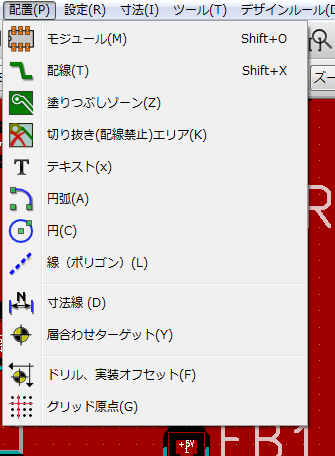 配置(P) 設定(R) 寸法(I) ツール(T) デザインルール(D
モジュール(M) Shift+O
配線(T) Shift+X
ズー
塗りつぶしゾーン(Z)
切り抜き(配線禁止)エリア(K)
T テキスト(x)
円弧(A)
R
円(C)
線（ポリゴン）(L)
N 寸法線 (D)
層合わせターゲット(Y)
ドリル、実装オフセット(F)
グリッド原点(G)
+5V
1
FB1